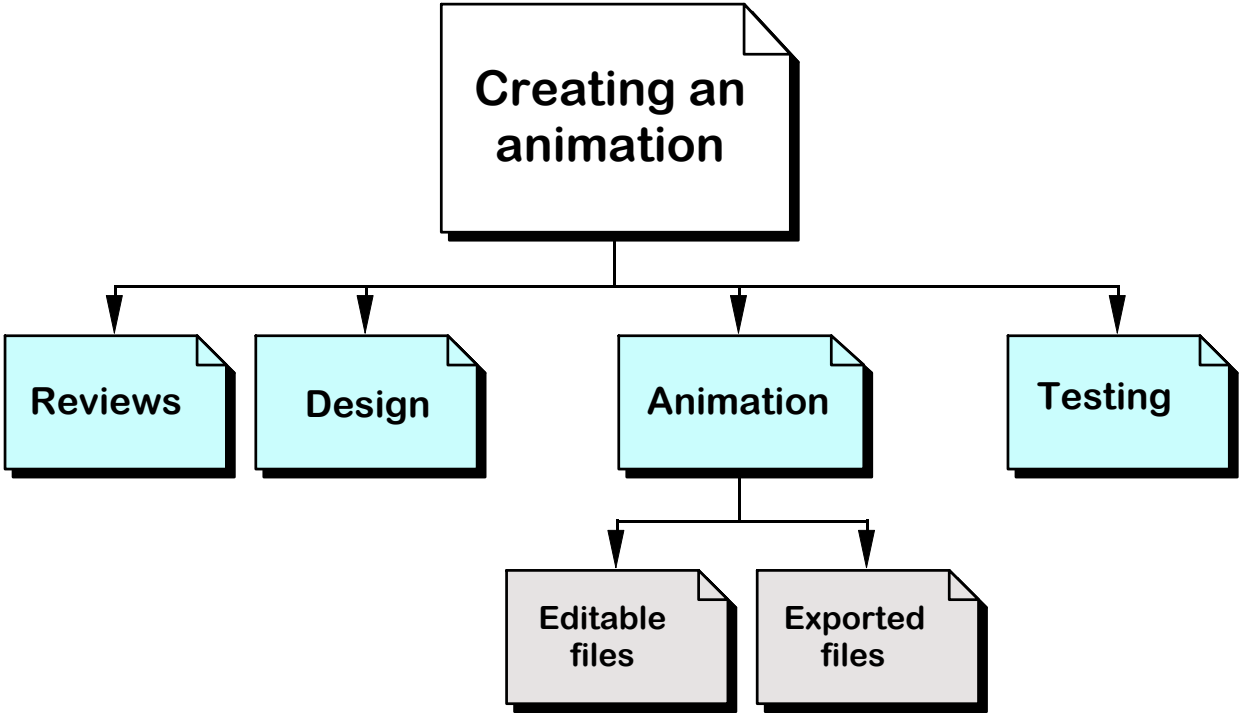 Creating an
animation
Reviews
Design
Animation
Testing
Editable
files
Exported
files